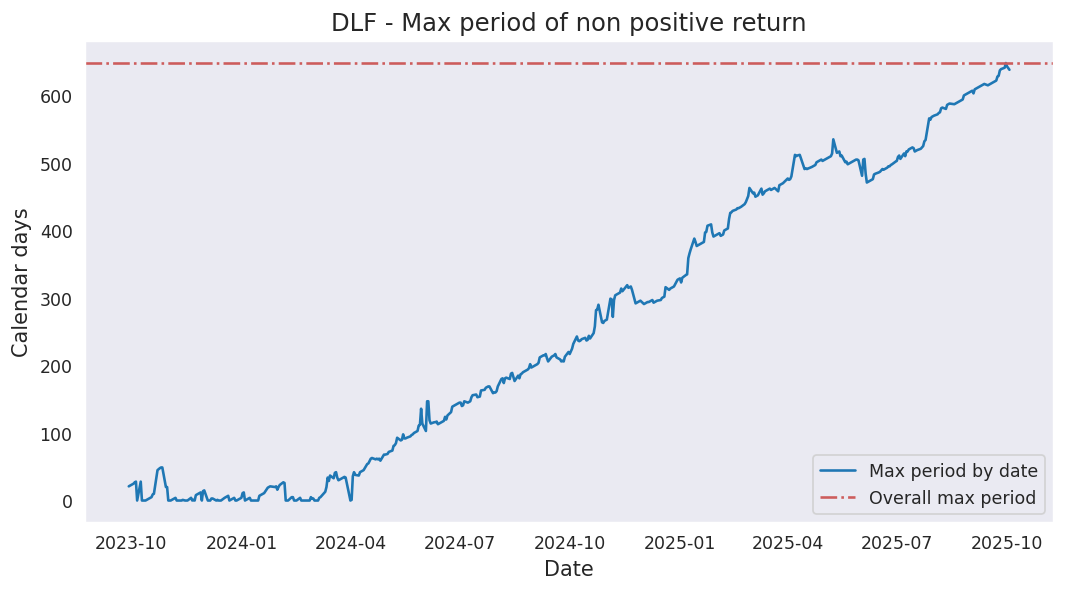 DLF - Max period of non positive return
Calendar days
600
500
400
300
200
100
0
Max period by date
Overall max period
2023-10 2024-01 2024-04 2024-07 2024-10 2025-01 2025-04 2025-07 2025-10
Date